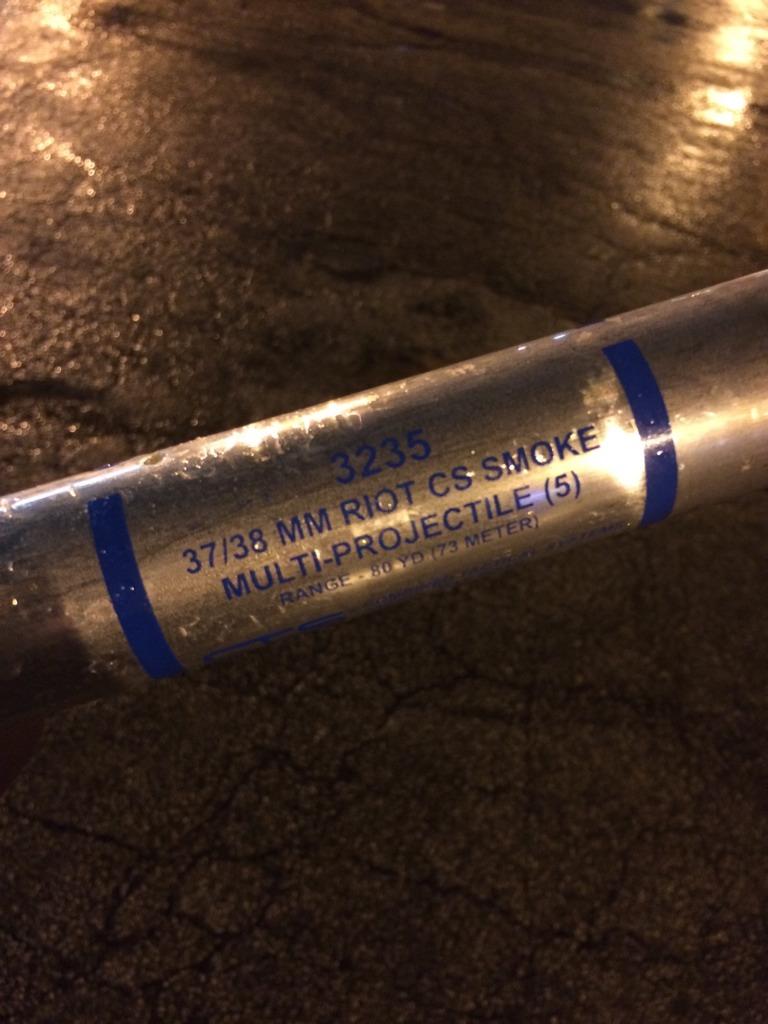 3235
37/38 MM RIOT CS SMOKE
MULTI-PROJECTILE (5)
RANGE - 80 YD (73 METER)